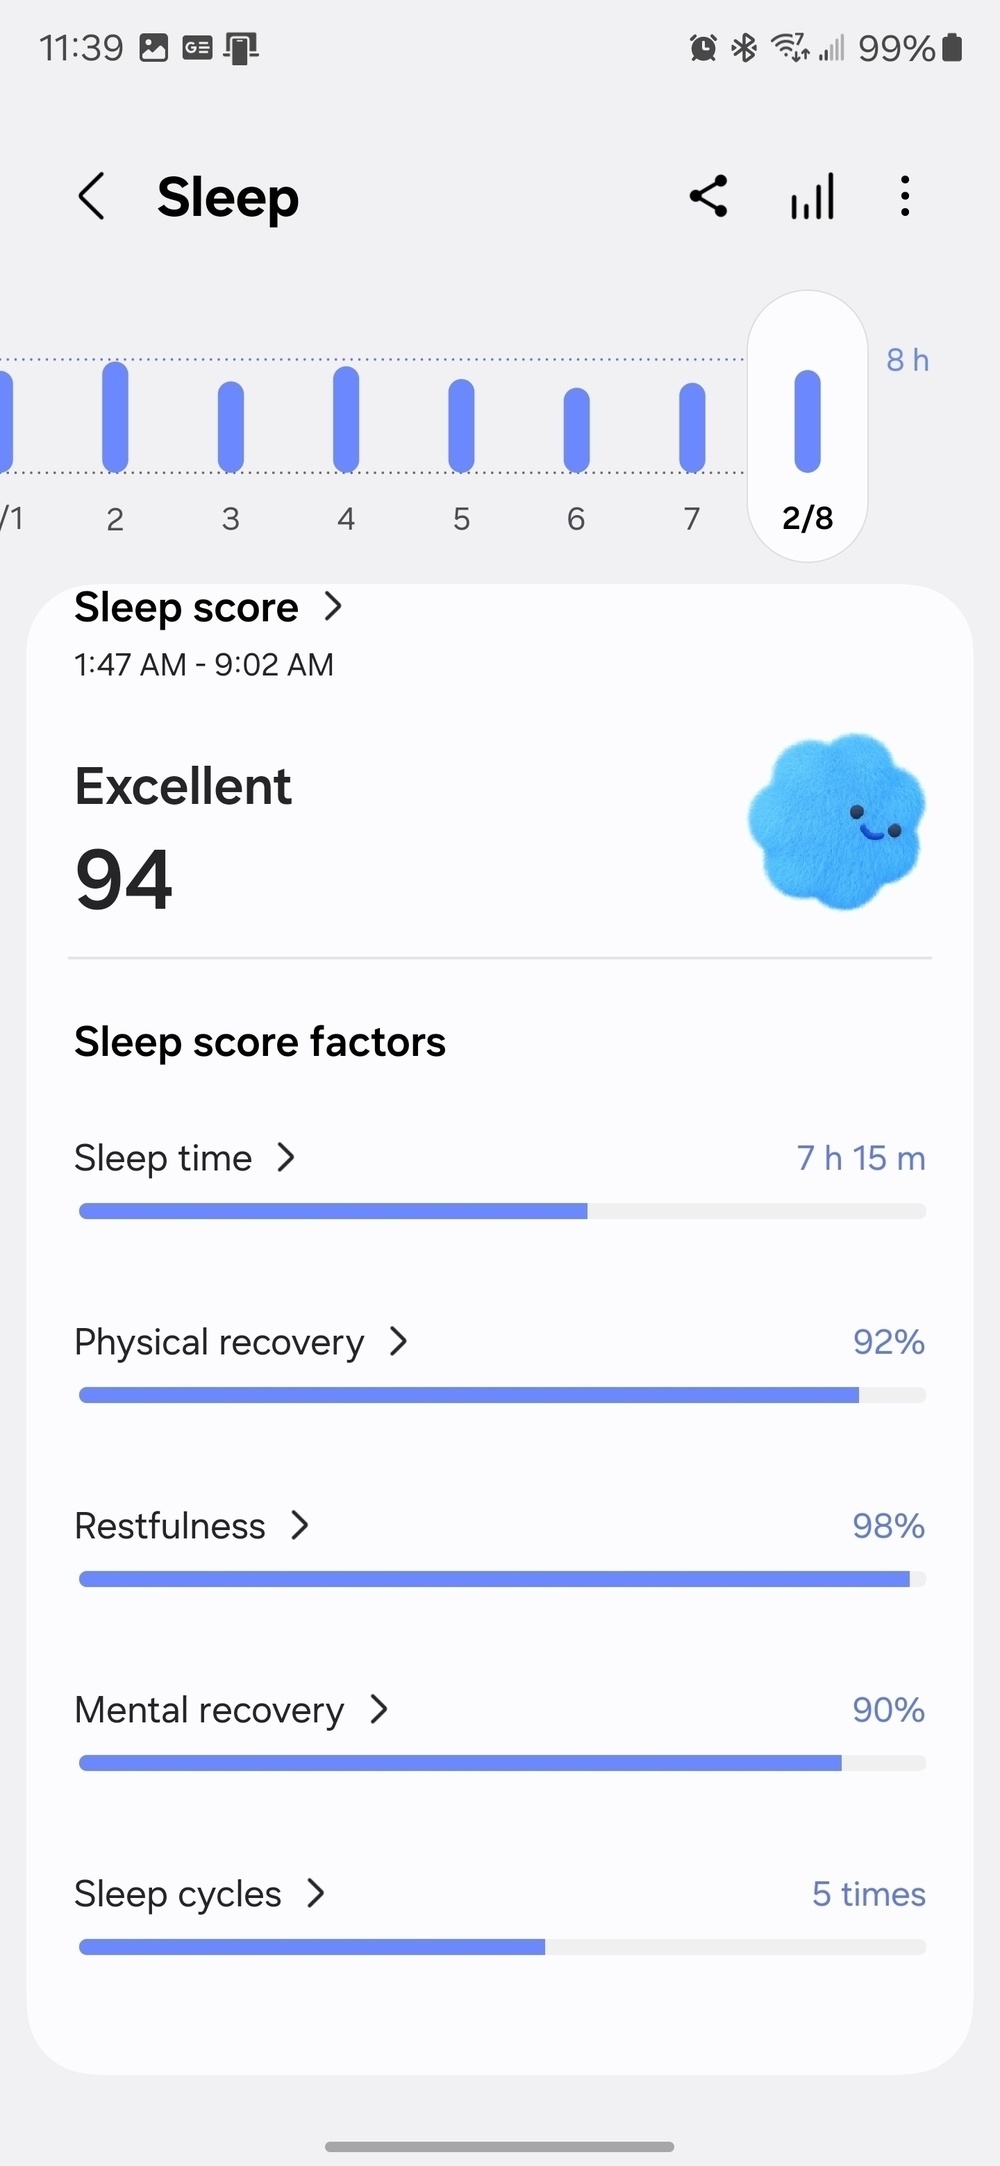 11:39 GE 7 99%
Sleep
8 h
/1 2 3 4 5 6 7 2/8
Sleep score
1:47 AM - 9:02 AM
Excellent
94
Sleep score factors
Sleep time 7 h 15 m
Physical recovery 92%
Restfulness 98%
Mental recovery 90%
Sleep cycles 5 times